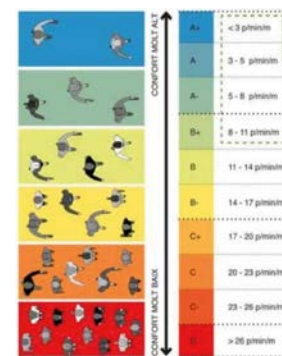 CONFORT MOLT ALT
CONFORT MOLT BAIX
A+ < 3 p/min/m
A 3 - 5 p/min/m
A- 5 - 8 p/min/m
B+ 8 - 11 p/min/m
B 11 - 14 p/min/m
B- 14 - 17 p/min/m
C+ 17 - 20 p/min/m
C 20 - 23 p/min/m
C- 23 - 26 p/min/m
> 26 p/min/m